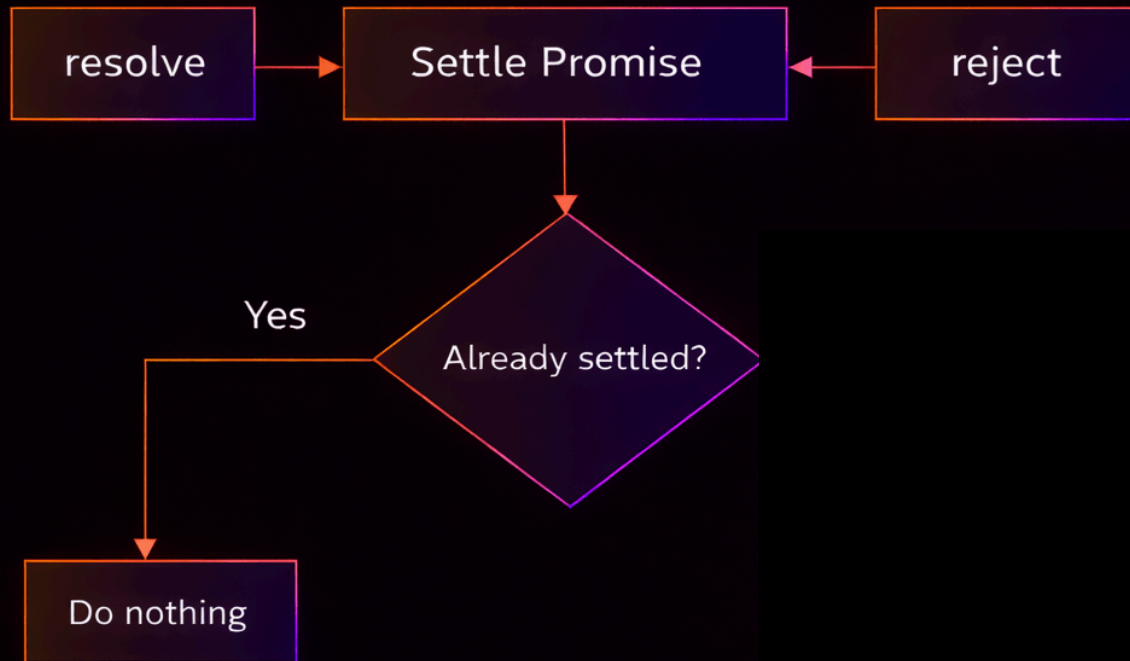 resolve
Settle Promise
reject
Yes
Already settled?
Do nothing